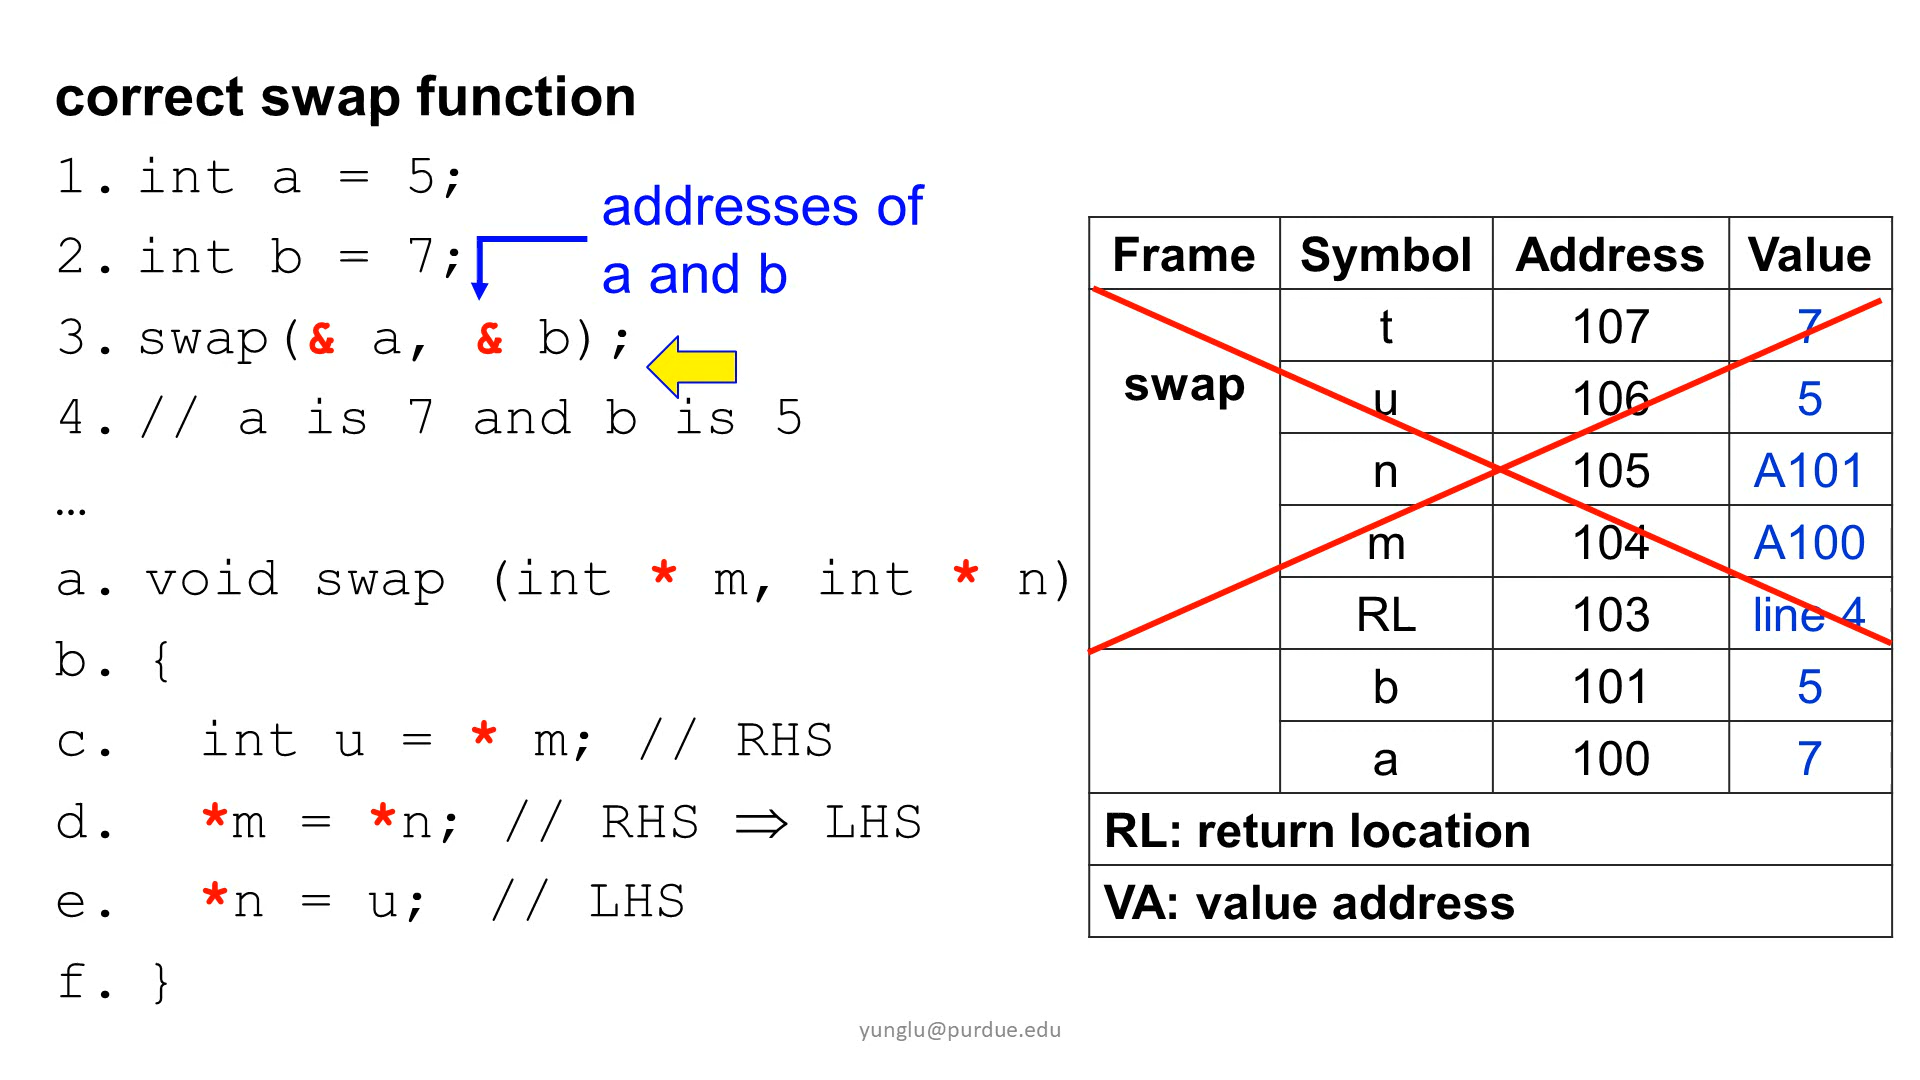 correct swap function
1. int a = 5;
2. int b = 7;
addresses of
a and b
3. swap(& a, & b);
4. // a is 7 and b is 5
…
a. void swap (int * m, int * n)
b. {
c. int u = * m; // RHS
d. *m = *n; // RHS ⇒ LHS
e. *n = u; // LHS
f. }
Frame Symbol Address Value
swap
t 107 7
u 106 5
n 105 A101
m 104 A100
RL 103 line 4
b 101 5
a 100 7
RL: return location
VA: value address
yunglu@purdue.edu